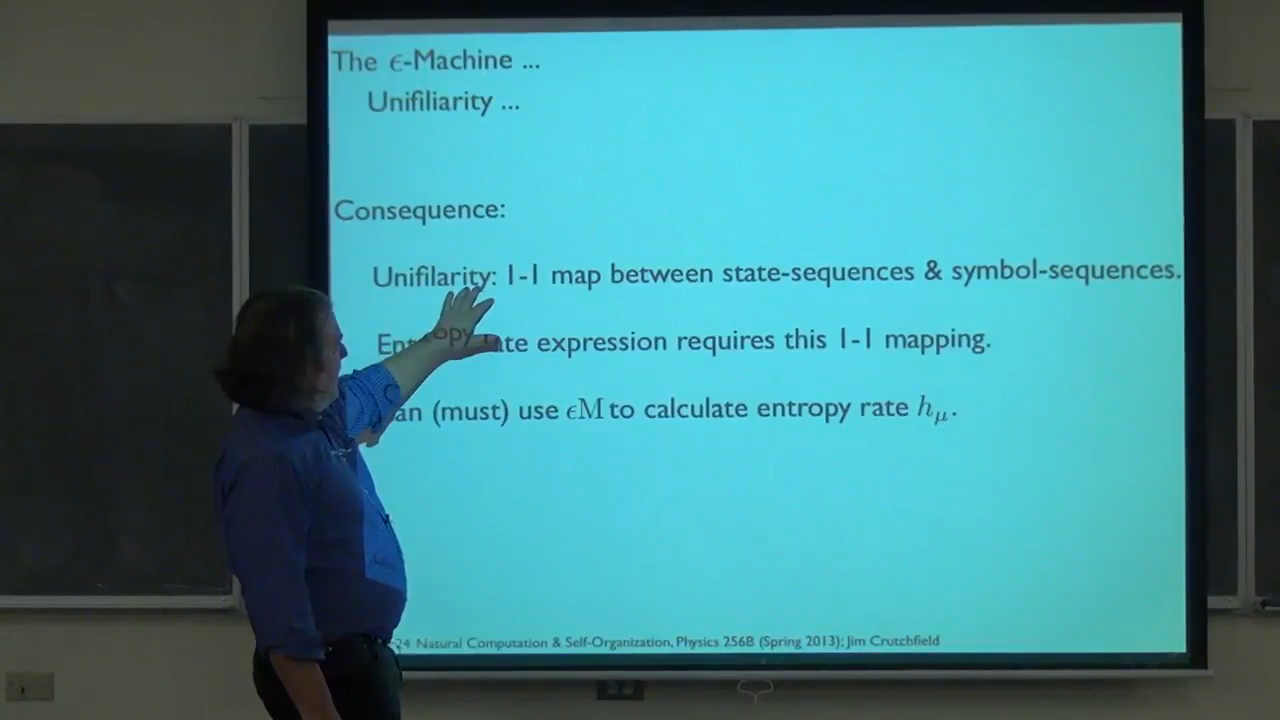 The ϵ-Machine ...
Unifiliarity ...
Consequence:
Unifilarity: 1-1 map between state-sequences & symbol-sequences.
Entropy rate expression requires this 1-1 mapping.
an (must) use ϵM to calculate entropy rate hμ.
24 Natural Computation & Self-Organization, Physics 256B (Spring 2013); Jim Crutchfield